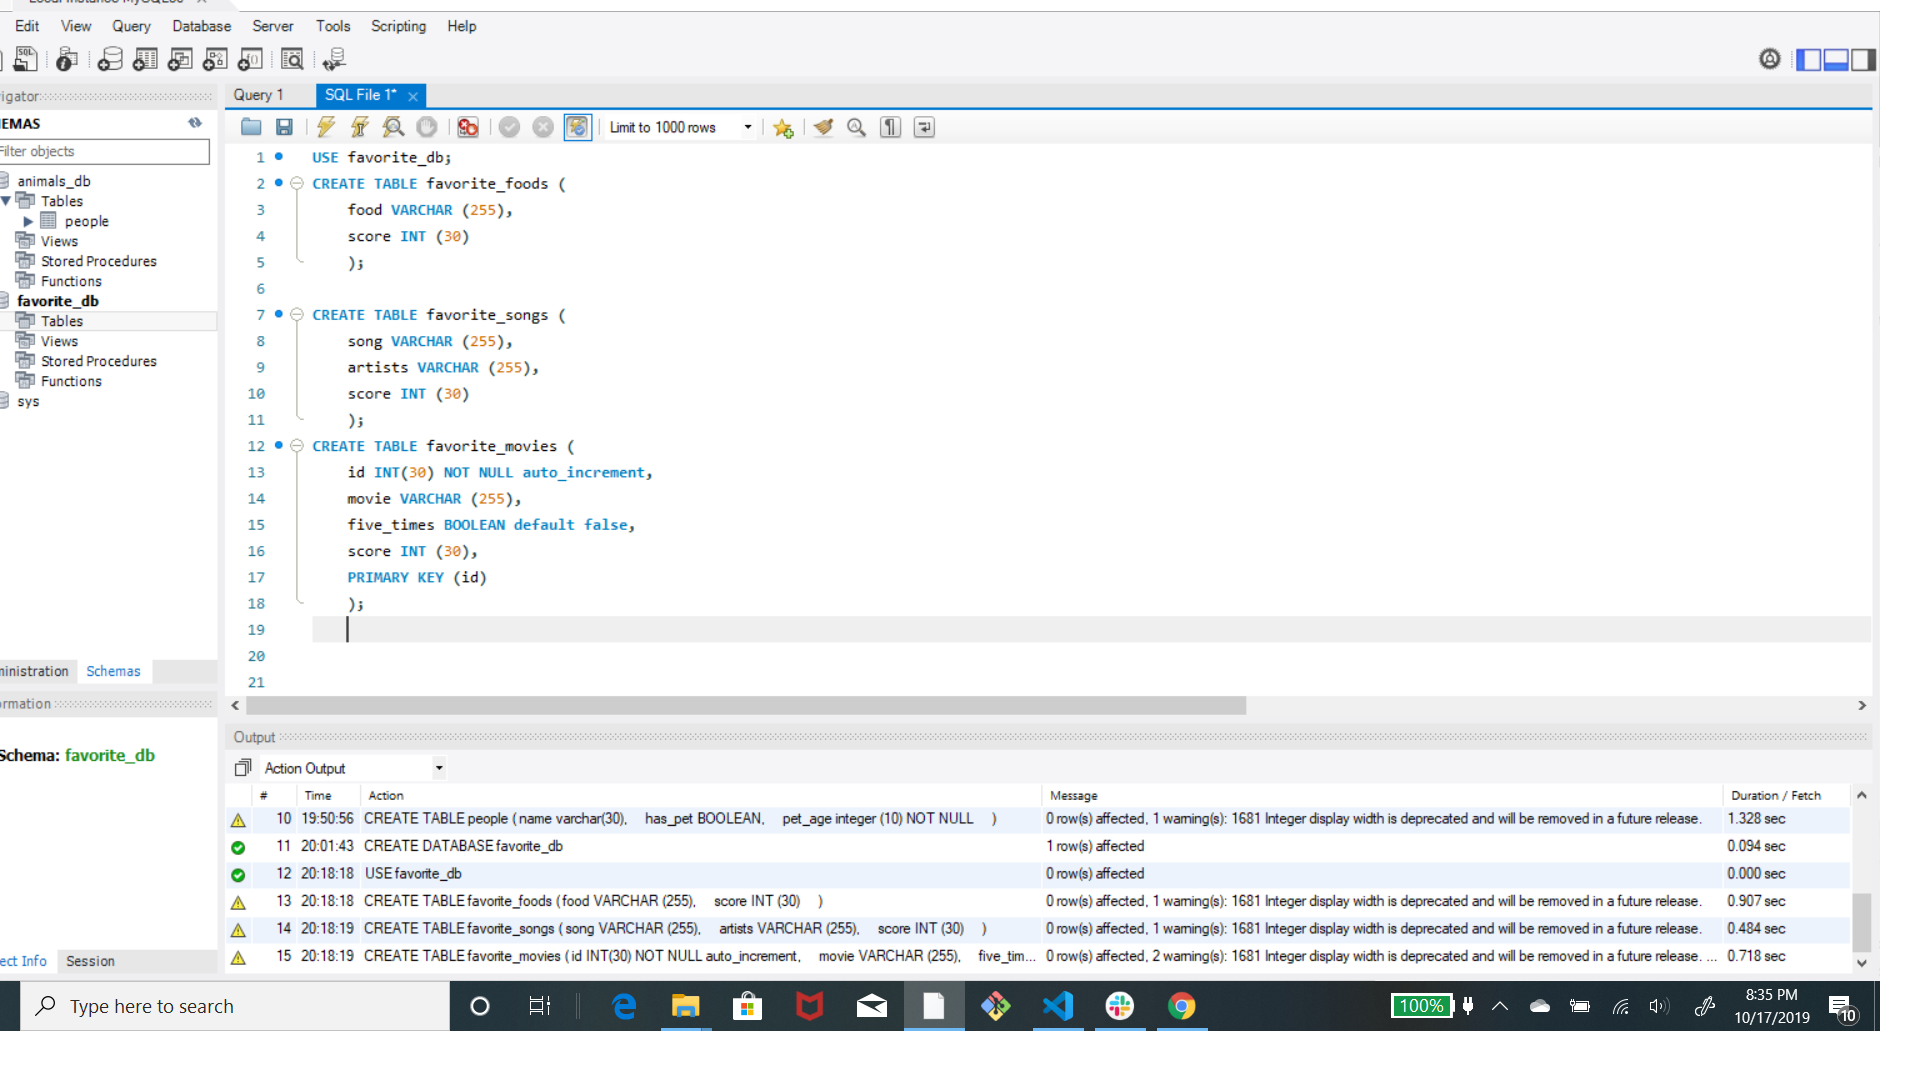 Edit View Query Database Server Tools Scripting Help
SQL
igator
Query 1 SQL File 1* ×
EMAS
Limit to 1000 rows
Filter objects
animals_db
Tables
people
Views
Stored Procedures
Functions
favorite_db
Tables
Views
Stored Procedures
Functions
sys
1 USE favorite_db;
2 CREATE TABLE favorite_foods (
3 food VARCHAR (255),
4 score INT (30)
5 );
6
7 CREATE TABLE favorite_songs (
8 song VARCHAR (255),
9 artists VARCHAR (255),
10 score INT (30)
11 );
12 CREATE TABLE favorite_movies (
13 id INT(30) NOT NULL auto_increment,
14 movie VARCHAR (255),
15 five_times BOOLEAN default false,
16 score INT (30),
17 PRIMARY KEY (id)
18 );
19
20
21
ministration Schemas
ormation
Schema: favorite_db
ect Info Session
Output
Action Output
# Time Action Message Duration / Fetch
10 19:50:56 CREATE TABLE people ( name varchar(30), has_pet BOOLEAN, pet_age integer (10) NOT NULL ) 0 row(s) affected, 1 warning(s): 1681 Integer display width is deprecated and will be removed in a future release. 1.328 sec
11 20:01:43 CREATE DATABASE favorite_db 1 row(s) affected 0.094 sec
12 20:18:18 USE favorite_db 0 row(s) affected 0.000 sec
13 20:18:18 CREATE TABLE favorite_foods ( food VARCHAR (255), score INT (30) ) 0 row(s) affected, 1 warning(s): 1681 Integer display width is deprecated and will be removed in a future release. 0.907 sec
14 20:18:19 CREATE TABLE favorite_songs ( song VARCHAR (255), artists VARCHAR (255), score INT (30) ) 0 row(s) affected, 1 warning(s): 1681 Integer display width is deprecated and will be removed in a future release. 0.484 sec
15 20:18:19 CREATE TABLE favorite_movies ( id INT(30) NOT NULL auto_increment, movie VARCHAR (255), five_tim... 0 row(s) affected, 2 warning(s): 1681 Integer display width is deprecated and will be removed in a future release. ... 0.718 sec
Type here to search
100%
8:35 PM
10/17/2019
10